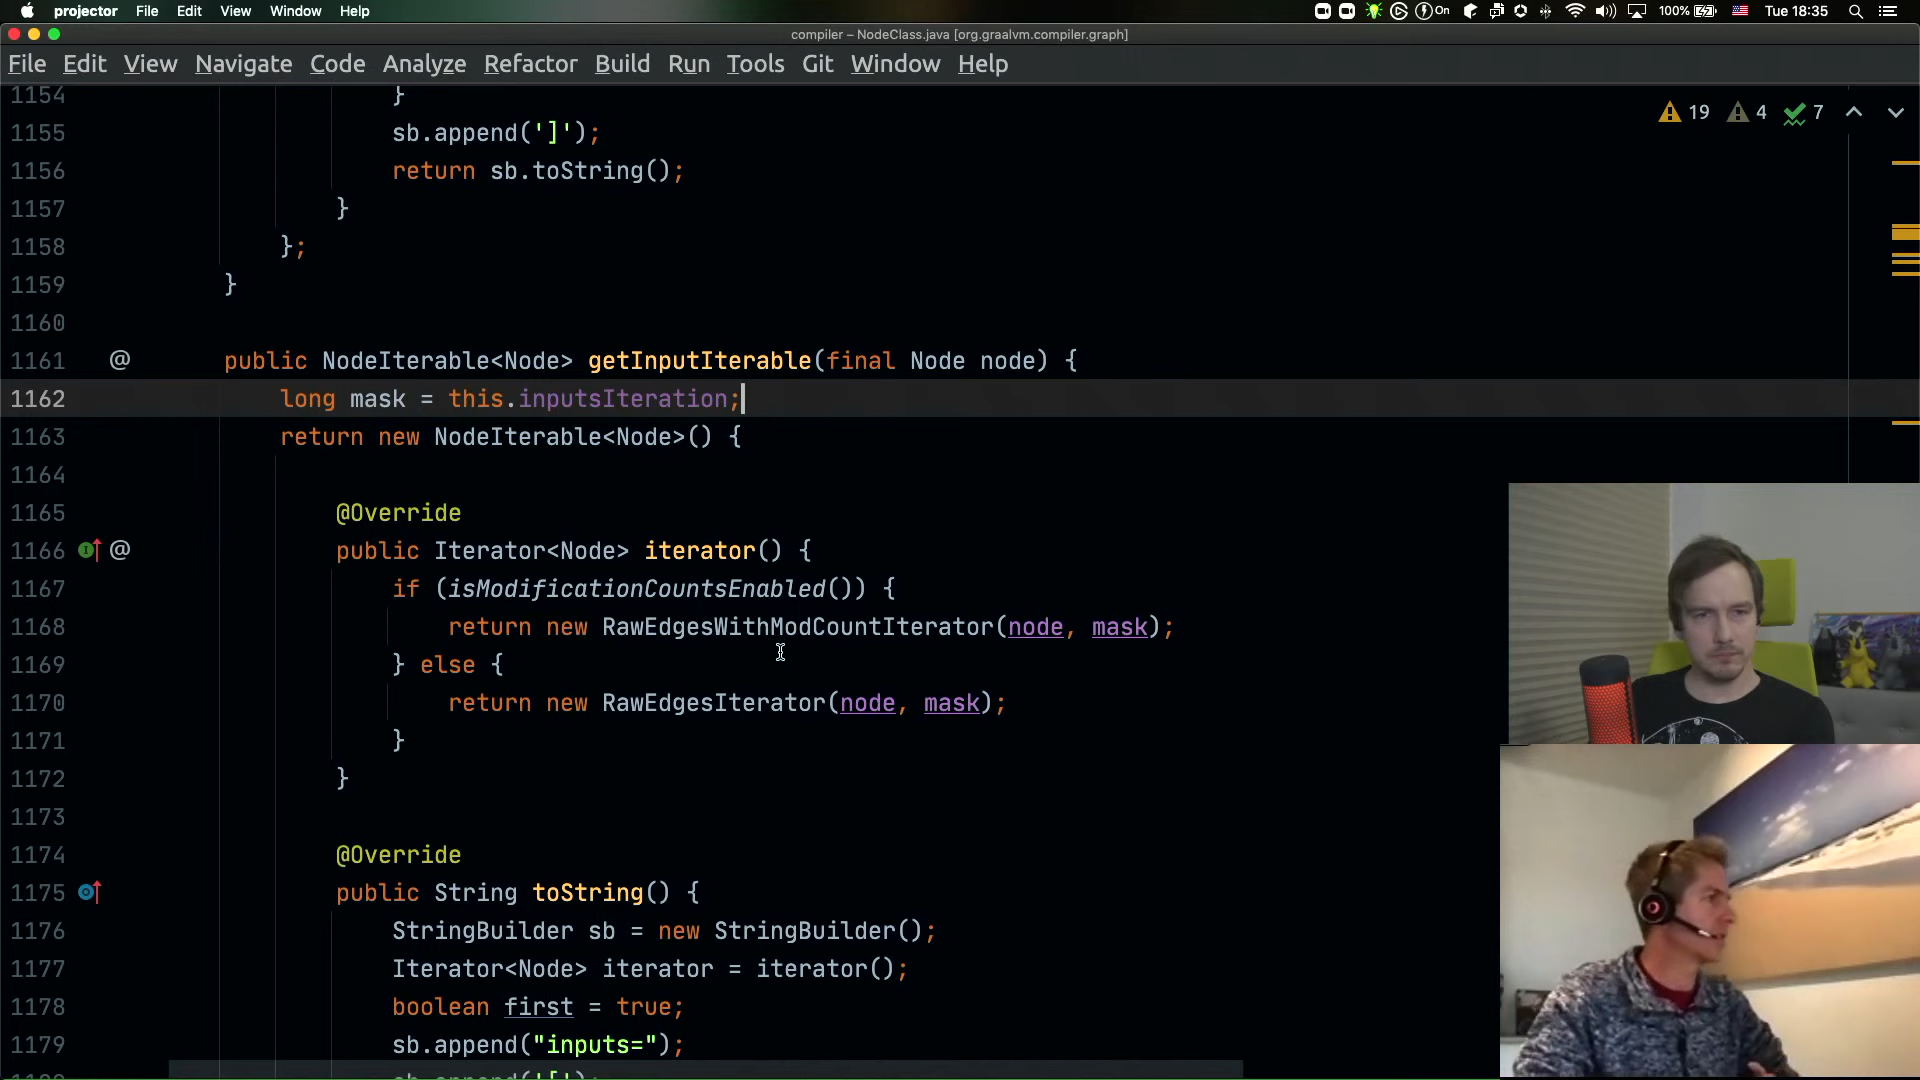 projector File Edit View Window Help
On 100% Tue 18:35
compiler – NodeClass.java [org.graalvm.compiler.graph]
File Edit View Navigate Code Analyze Refactor Build Run Tools Git Window Help
19 4 7
1154 }
1155 sb.append(']');
1156 return sb.toString();
1157 }
1158 };
1159 }
1160
1161 @ public NodeIterable<Node> getInputIterable(final Node node) {
1162 long mask = this.inputsIteration;
1163 return new NodeIterable<Node>() {
1164
1165 @Override
1166 @ public Iterator<Node> iterator() {
1167 if (isModificationCountsEnabled()) {
1168 return new RawEdgesWithModCountIterator(node, mask);
1169 } else {
1170 return new RawEdgesIterator(node, mask);
1171 }
1172 }
1173
1174 @Override
1175 public String toString() {
1176 StringBuilder sb = new StringBuilder();
1177 Iterator<Node> iterator = iterator();
1178 boolean first = true;
1179 sb.append("inputs=");
sb.append('[');